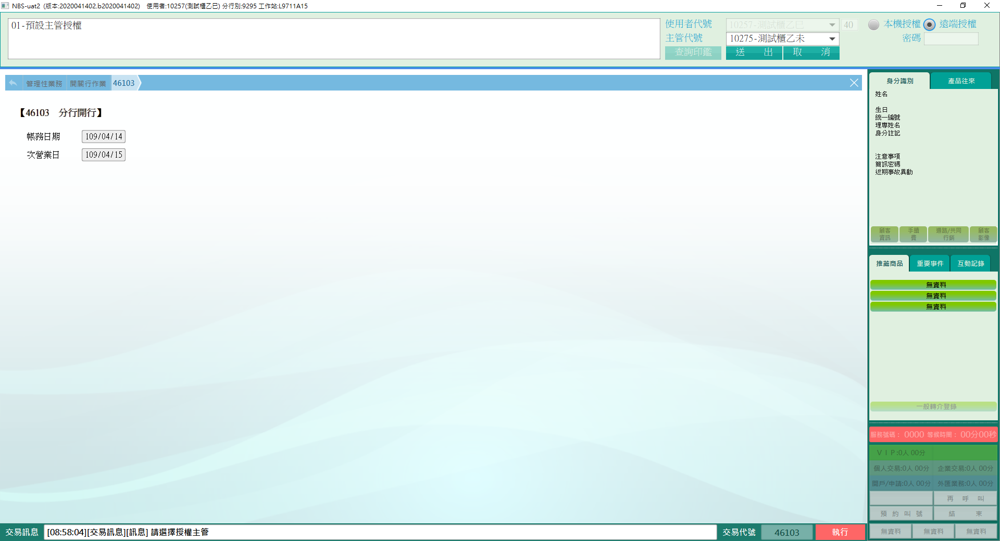 NBS-uat2 (版本:2020041402.b2020041402) 使用者:10257(測試櫃乙巳) 分行別:9295 工作站:L9711A15
01-預設主管授權
使用者代號 10257-測試櫃乙巳 40 本機授權 遠端授權
主管代號 10275-測試櫃乙未 密碼
查詢印鑑 送 出 取 消
管理性業務 開關行作業 46103
【46103 分行開行】
帳務日期 109/04/14
次營業日 109/04/15
身分識別 產品往來
姓名
生日
統一編號
理專姓名
身分註記
注意事項
簡訊密碼
近期事故異動
顧客資訊 手續費 通路/共同行銷 顧客影像
推薦商品 重要事件 互動記錄
無資料
無資料
無資料
一般轉介登錄
服務號碼： 0000 等候時間： 00分00秒
ＶＩＰ:0人 00分
個人交易:0人 00分 企業交易:0人 00分
開戶/申請:0人 00分 外匯業務:0人 00分
再 呼 叫
預 約 叫 號 結 束
無資料 無資料 無資料
交易訊息 [08:58:04][交易訊息][訊息] 請選擇授權主管 交易代號 46103 執行